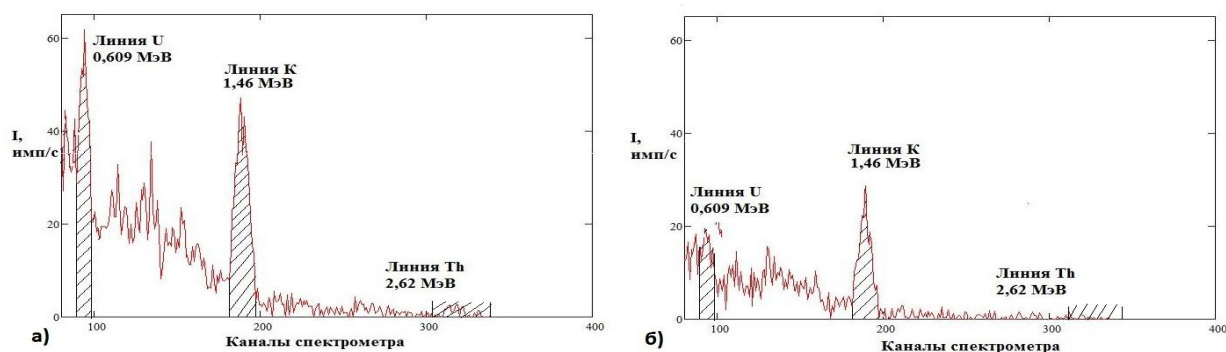 60
40
20
0
I,
имп/с
Линия U
0,609 МэВ
Линия К
1,46 МэВ
Линия Th
2,62 МэВ
100
200
300
400
Каналы спектрометра
а)
60
40
20
0
I,
имп/с
Линия U
0,609 МэВ
Линия К
1,46 МэВ
Линия Th
2,62 МэВ
100
200
300
400
Каналы спектрометра
б)